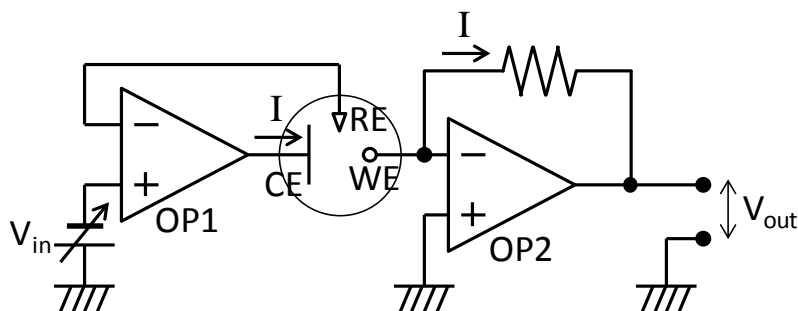 I
I
RE
CE
WE
OP1
OP2
V_in
V_out
−
+
−
+